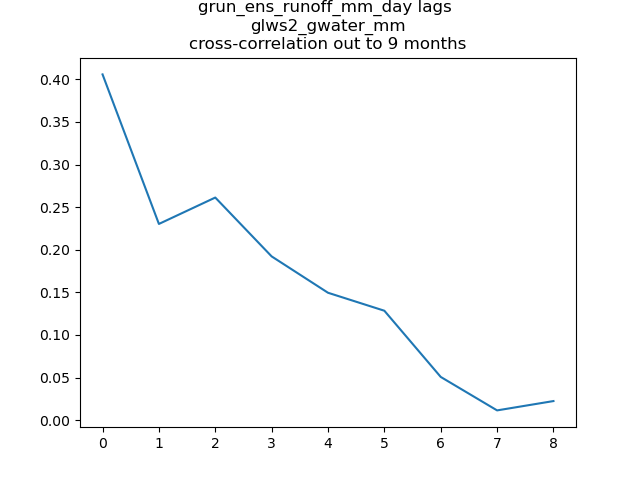 grun_ens_runoff_mm_day lags
glws2_gwater_mm
cross-correlation out to 9 months
0.40
0.35
0.30
0.25
0.20
0.15
0.10
0.05
0.00
0 1 2 3 4 5 6 7 8